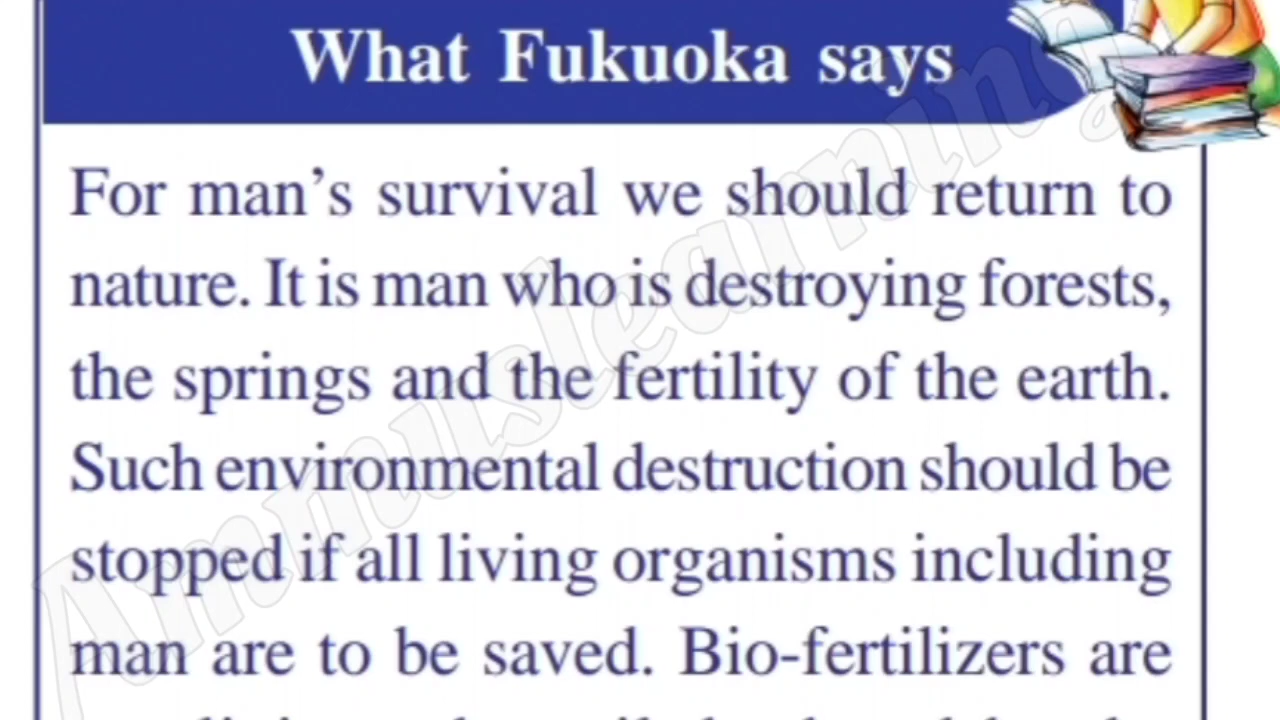 What Fukuoka says
For man's survival we should return to
nature. It is man who is destroying forests,
the springs and the fertility of the earth.
Such environmental destruction should be
stopped if all living organisms including
man are to be saved. Bio-fertilizers are
Ammuslearning